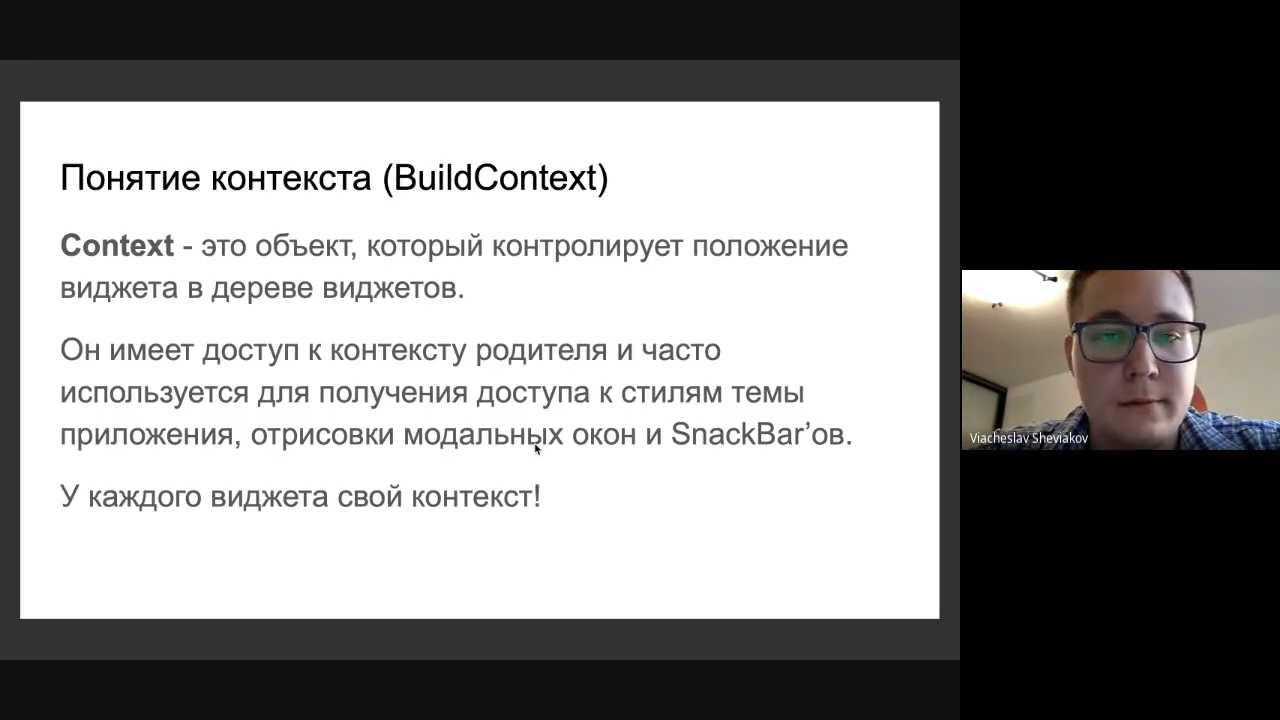 Понятие контекста (BuildContext)
Context - это объект, который контролирует положение
виджета в дереве виджетов.
Он имеет доступ к контексту родителя и часто
используется для получения доступа к стилям темы
приложения, отрисовки модальных окон и SnackBar’ов.
У каждого виджета свой контекст!
Viacheslav Sheviakov